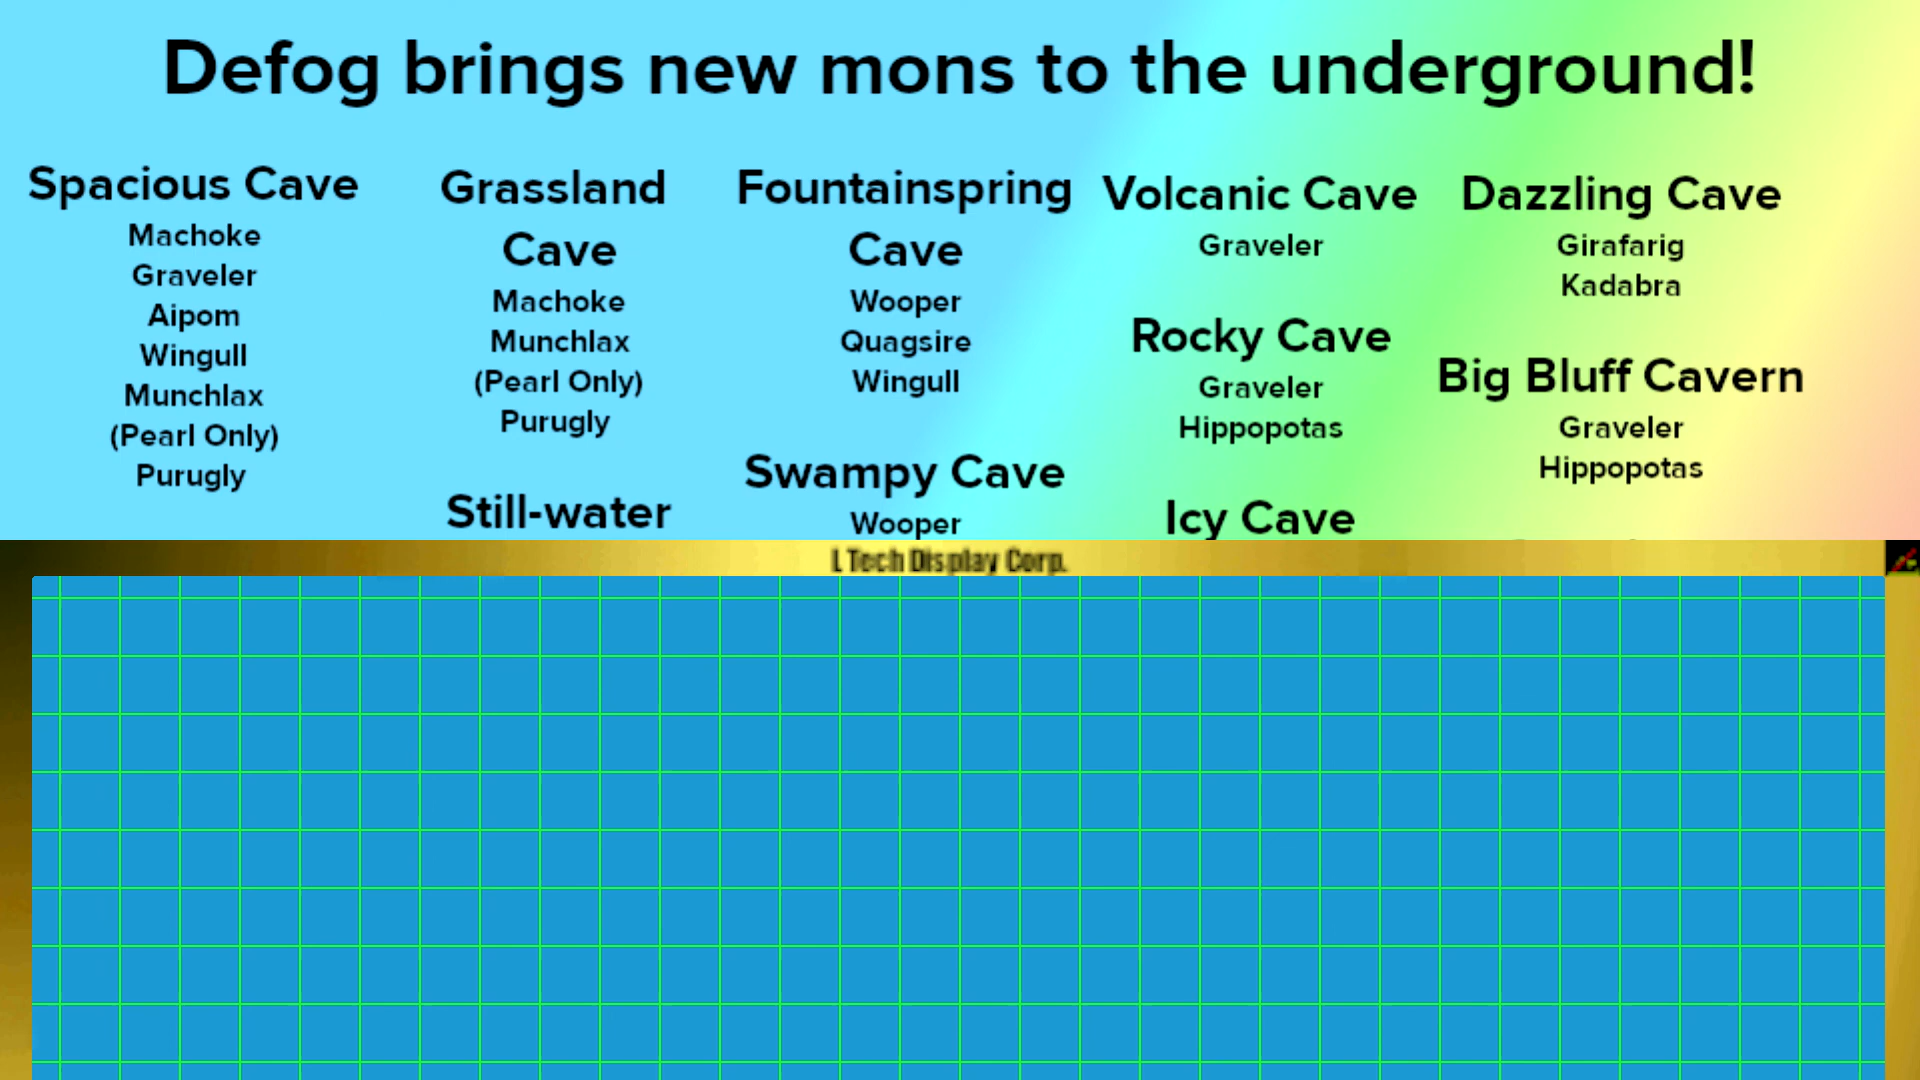 Defog brings new mons to the underground!
Spacious Cave
Machoke
Graveler
Aipom
Wingull
Munchlax
(Pearl Only)
Purugly
Grassland
Cave
Machoke
Munchlax
(Pearl Only)
Purugly
Still-water
Fountainspring
Cave
Wooper
Quagsire
Wingull
Swampy Cave
Wooper
Volcanic Cave
Graveler
Rocky Cave
Graveler
Hippopotas
Icy Cave
Dazzling Cave
Girafarig
Kadabra
Big Bluff Cavern
Graveler
Hippopotas
L Tech Display Corp.